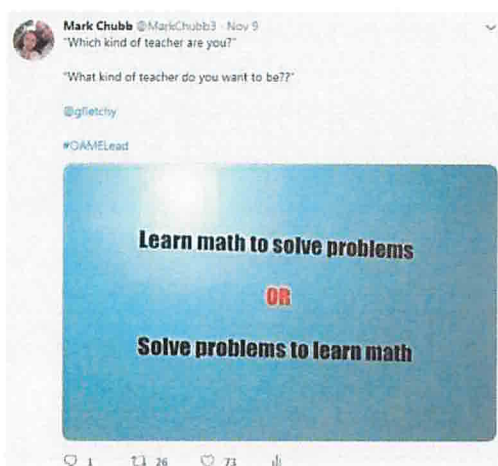 Mark Chubb @MarkChubb3 · Nov 9
"Which kind of teacher are you?"
"What kind of teacher do you want to be??"
@gfletchy
#OAMELead
Learn math to solve problems
OR
Solve problems to learn math
1 26 73